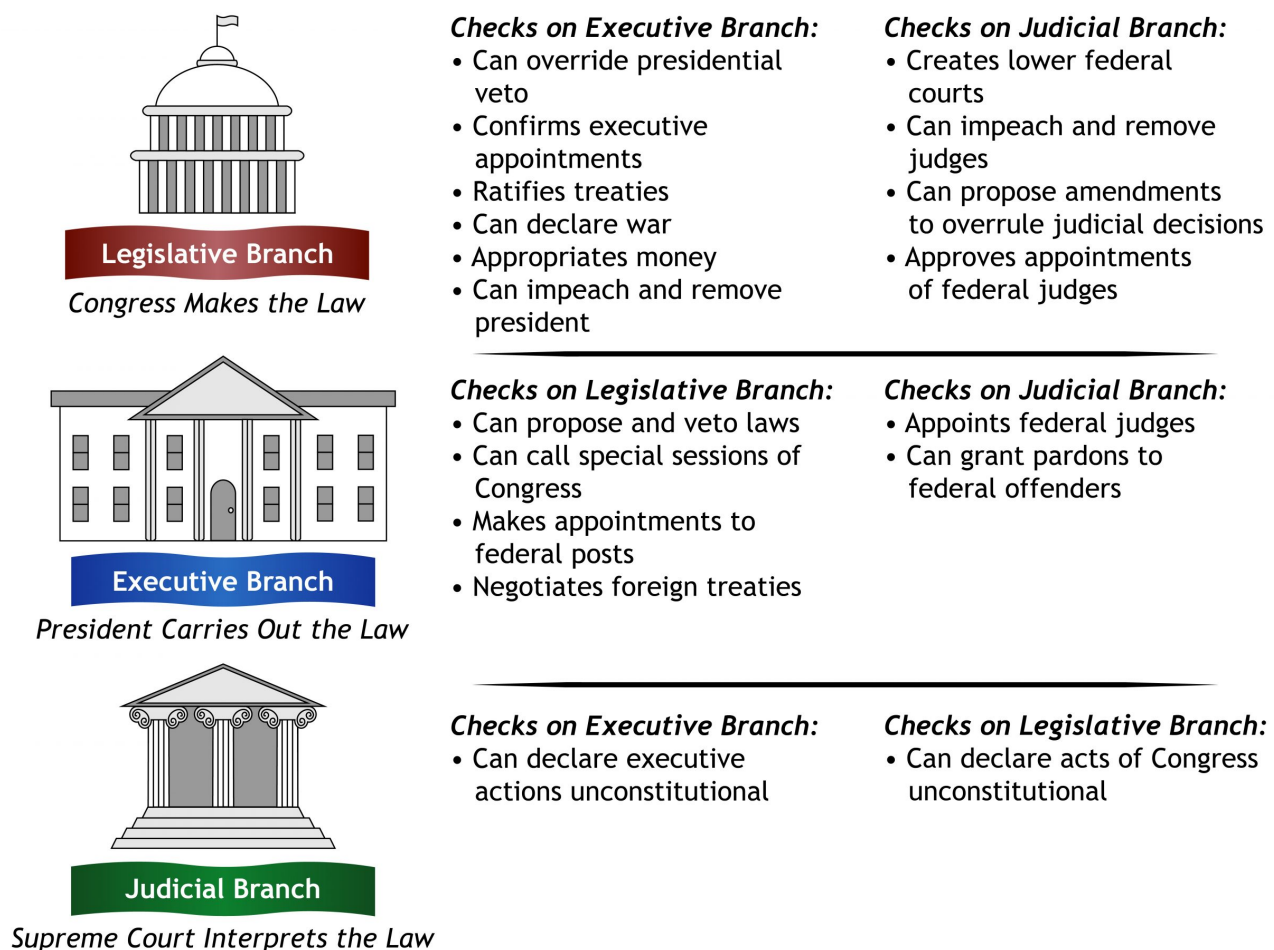 Legislative Branch
Congress Makes the Law
Checks on Executive Branch:
• Can override presidential
veto
• Confirms executive
appointments
• Ratifies treaties
• Can declare war
• Appropriates money
• Can impeach and remove
president
Checks on Judicial Branch:
• Creates lower federal
courts
• Can impeach and remove
judges
• Can propose amendments
to overrule judicial decisions
• Approves appointments
of federal judges
Executive Branch
President Carries Out the Law
Checks on Legislative Branch:
• Can propose and veto laws
• Can call special sessions of
Congress
• Makes appointments to
federal posts
• Negotiates foreign treaties
Checks on Judicial Branch:
• Appoints federal judges
• Can grant pardons to
federal offenders
Judicial Branch
Supreme Court Interprets the Law
Checks on Executive Branch:
• Can declare executive
actions unconstitutional
Checks on Legislative Branch:
• Can declare acts of Congress
unconstitutional